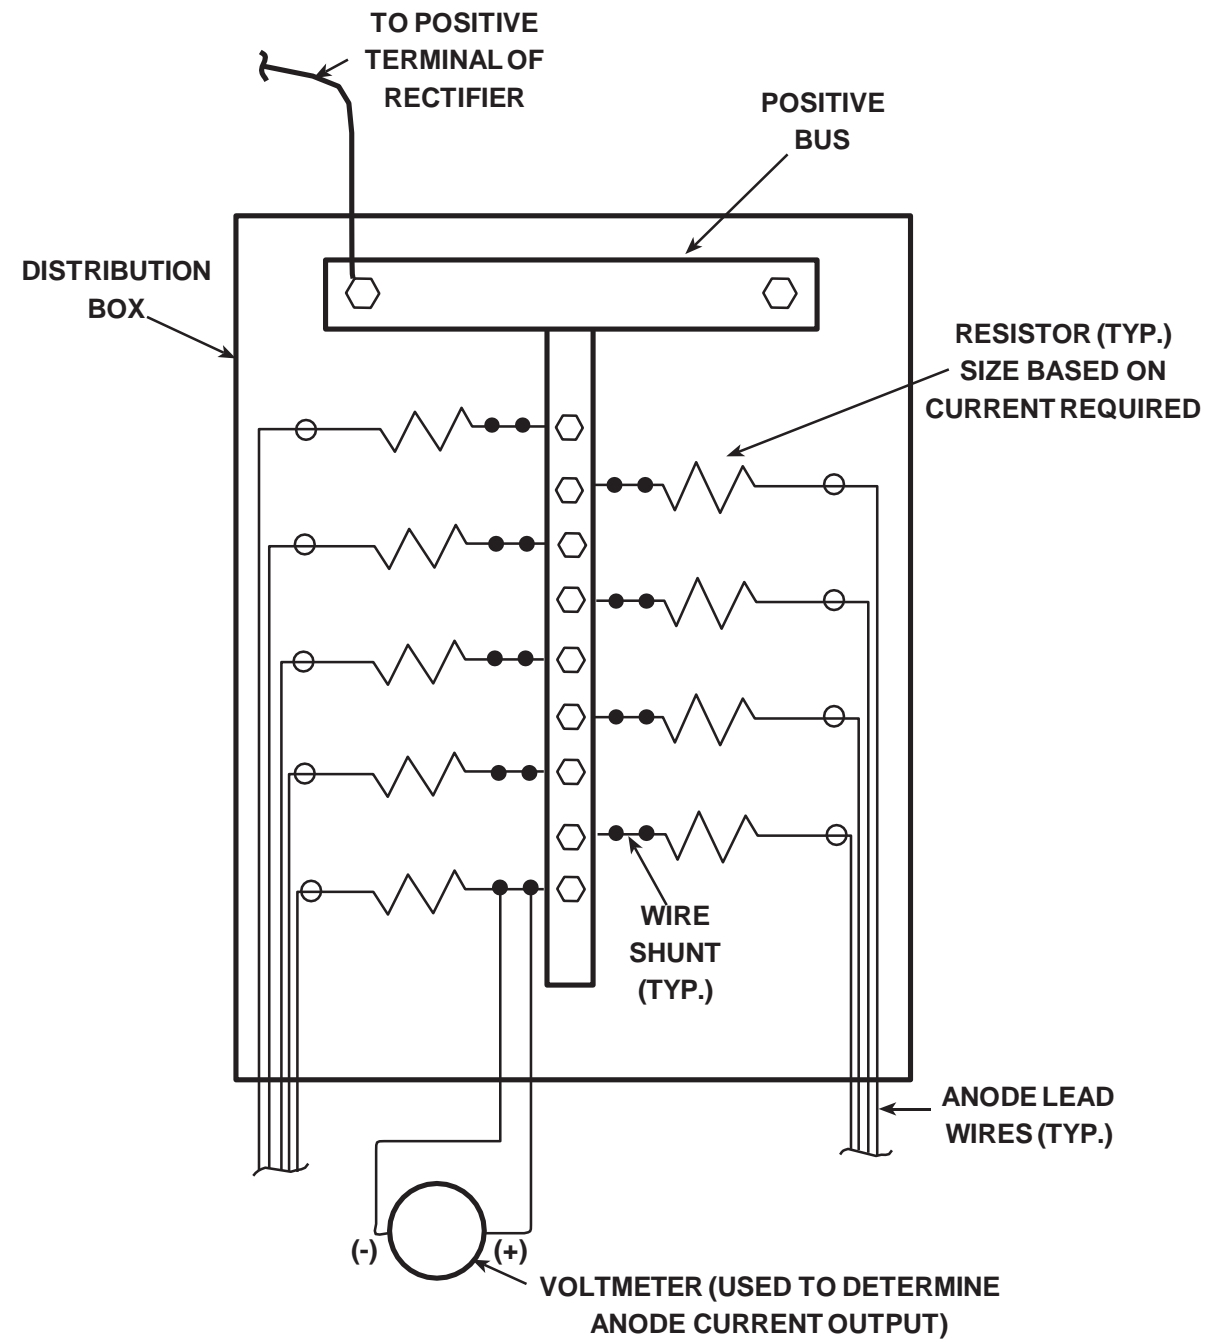 TO POSITIVE
TERMINAL OF
RECTIFIER
POSITIVE
BUS
DISTRIBUTION
BOX
RESISTOR (TYP.)
SIZE BASED ON
CURRENT REQUIRED
WIRE
SHUNT
(TYP.)
ANODE LEAD
WIRES (TYP.)
(-)
(+)
VOLTMETER (USED TO DETERMINE
ANODE CURRENT OUTPUT)